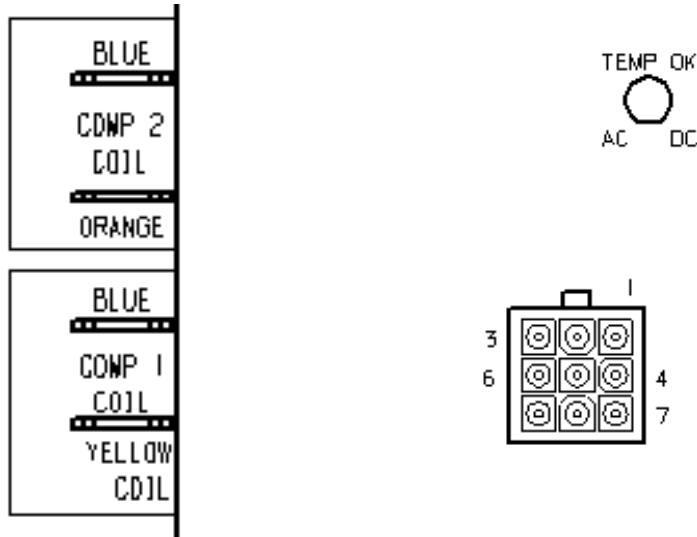 BLUE
COMP 2
COIL
ORANGE
BLUE
COMP 1
COIL
YELLOW
COIL
TEMP OK
AC DC
1
3
6 4
7